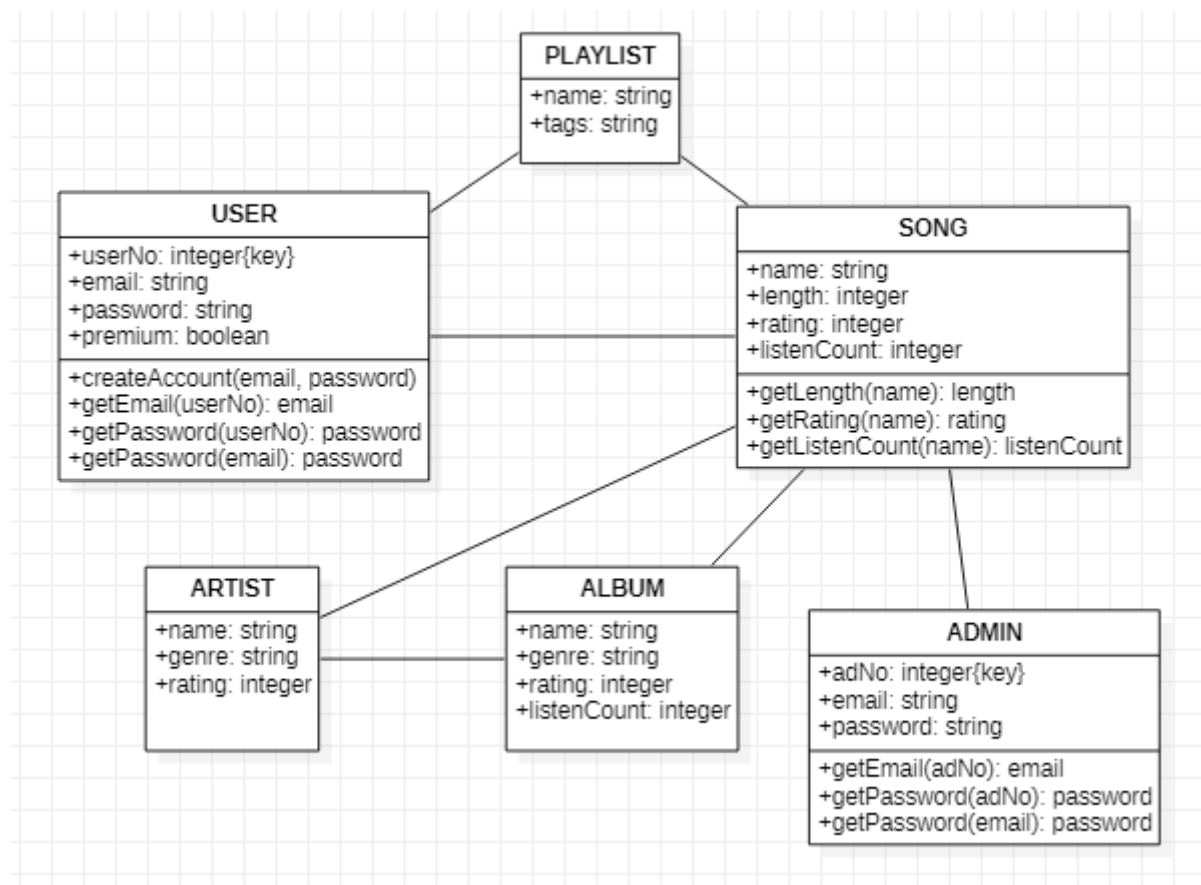 PLAYLIST
+name: string
+tags: string
USER
+userNo: integer{key}
+email: string
+password: string
+premium: boolean
+createAccount(email, password)
+getEmail(userNo): email
+getPassword(userNo): password
+getPassword(email): password
SONG
+name: string
+length: integer
+rating: integer
+listenCount: integer
+getLength(name): length
+getRating(name): rating
+getListenCount(name): listenCount
ARTIST
+name: string
+genre: string
+rating: integer
ALBUM
+name: string
+genre: string
+rating: integer
+listenCount: integer
ADMIN
+adNo: integer{key}
+email: string
+password: string
+getEmail(adNo): email
+getPassword(adNo): password
+getPassword(email): password